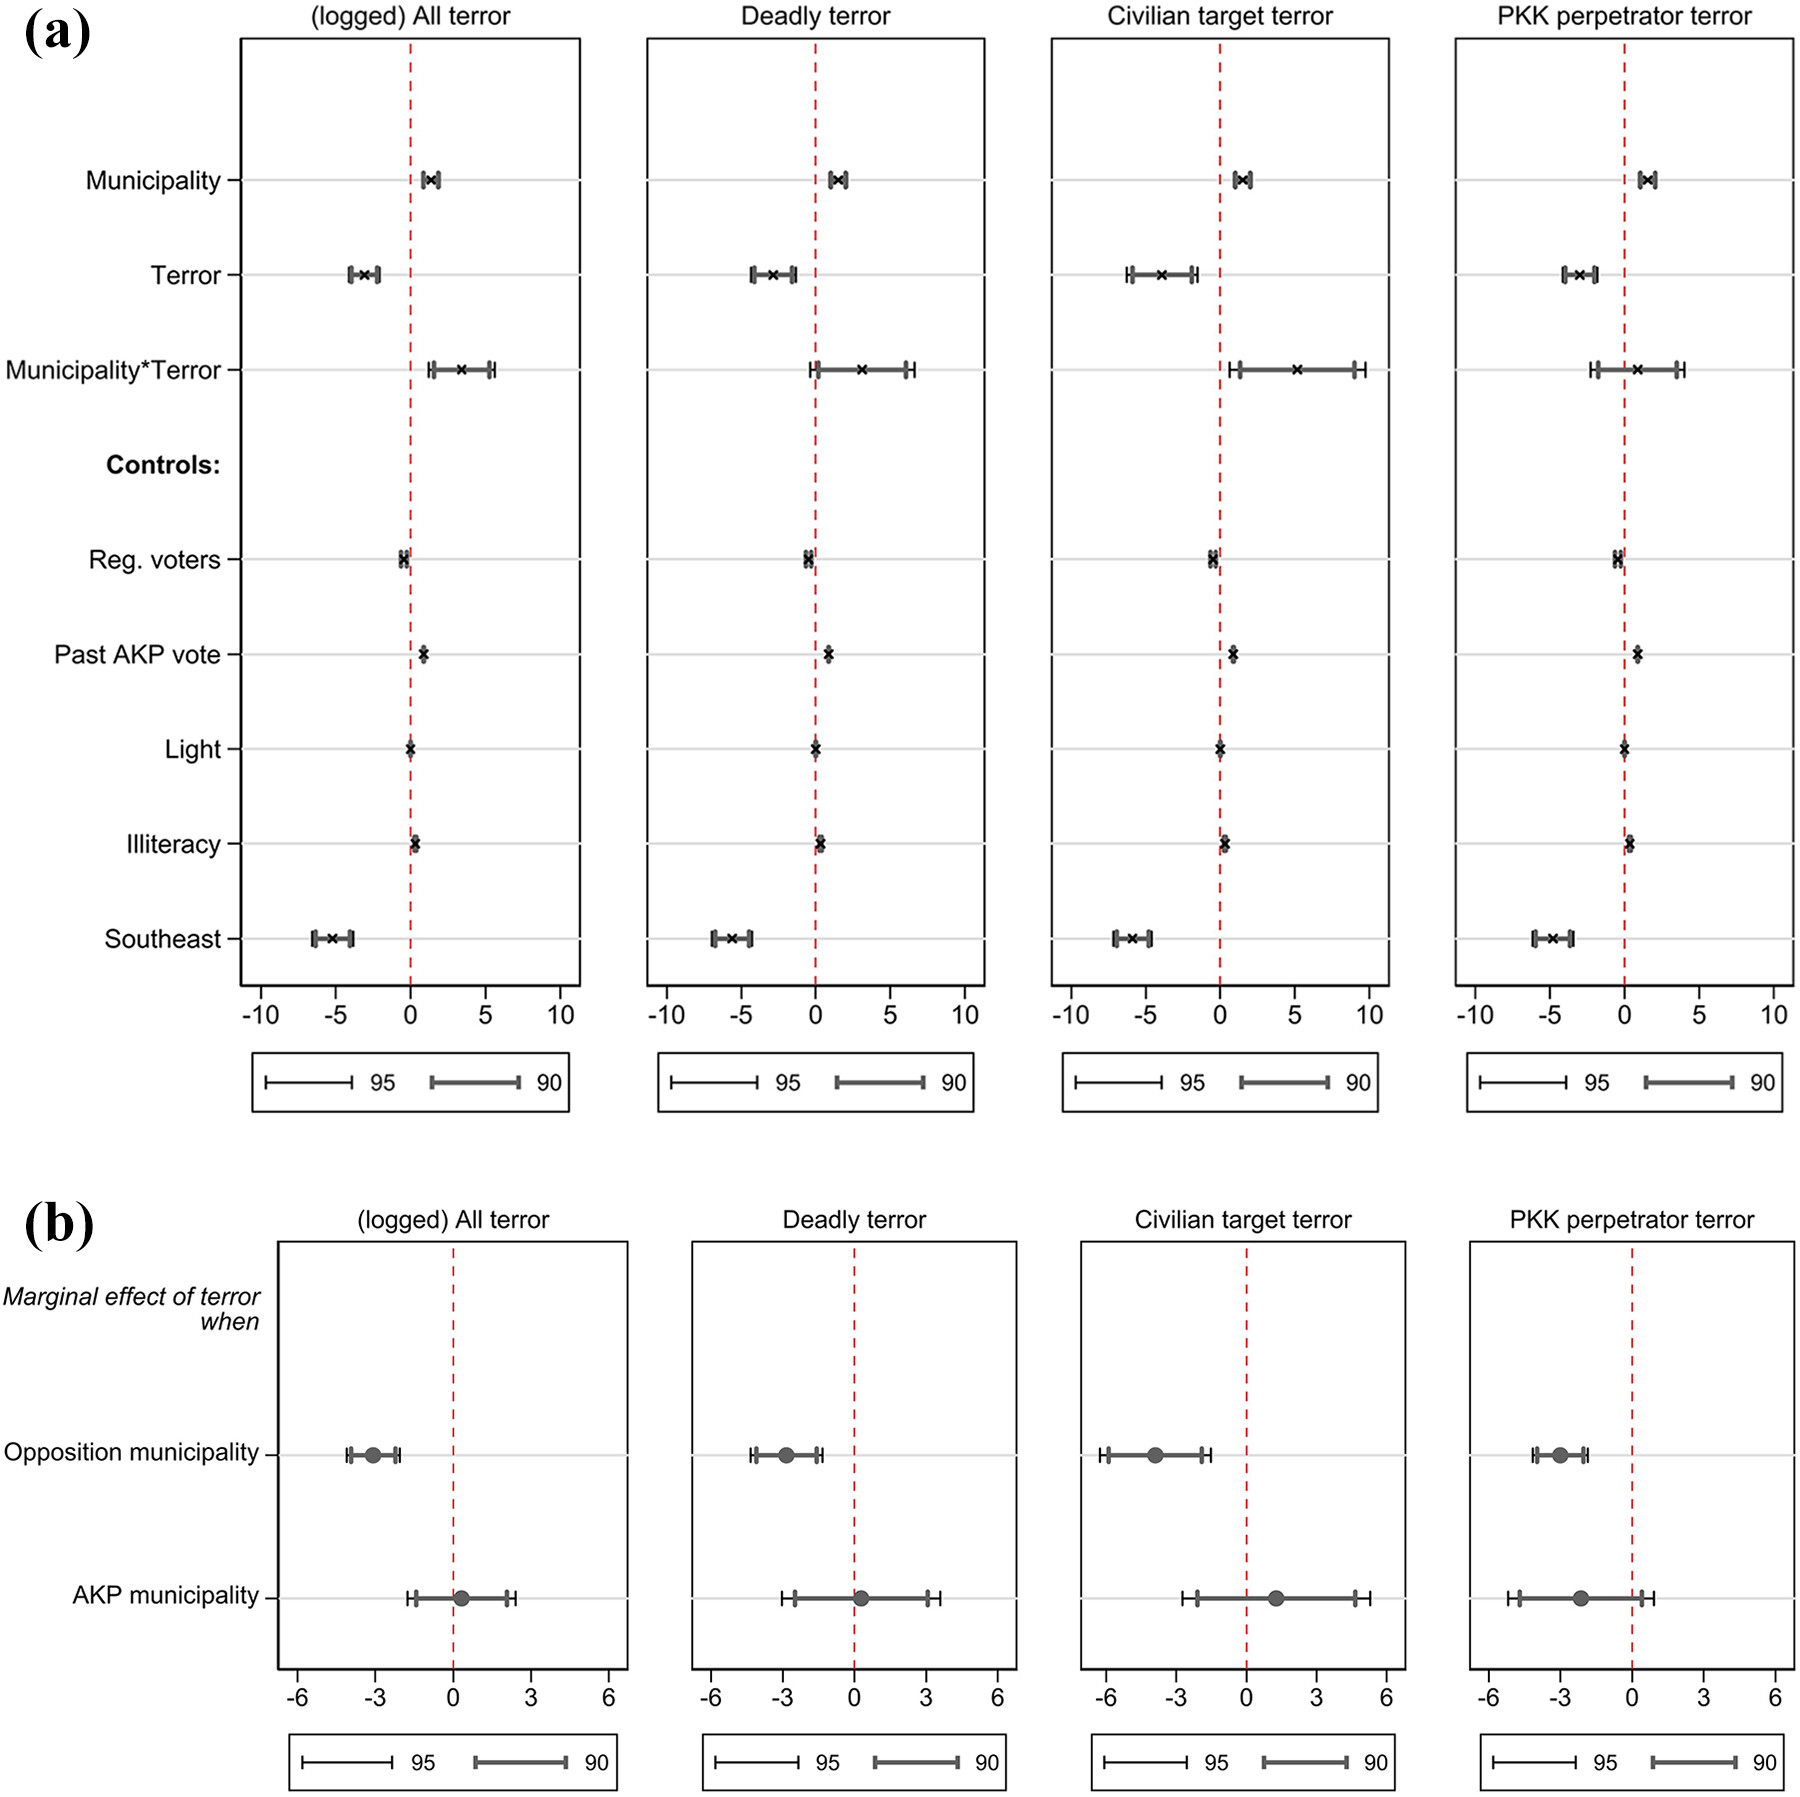 (a)
(logged) All terror
Deadly terror
Civilian target terror
PKK perpetrator terror
Municipality
Terror
Municipality*Terror
Controls:
Reg. voters
Past AKP vote
Light
Illiteracy
Southeast
-10 -5 0 5 10
-10 -5 0 5 10
-10 -5 0 5 10
-10 -5 0 5 10
95 90
95 90
95 90
95 90
(b)
(logged) All terror
Deadly terror
Civilian target terror
PKK perpetrator terror
Marginal effect of terror
when
Opposition municipality
AKP municipality
-6 -3 0 3 6
-6 -3 0 3 6
-6 -3 0 3 6
-6 -3 0 3 6
95 90
95 90
95 90
95 90